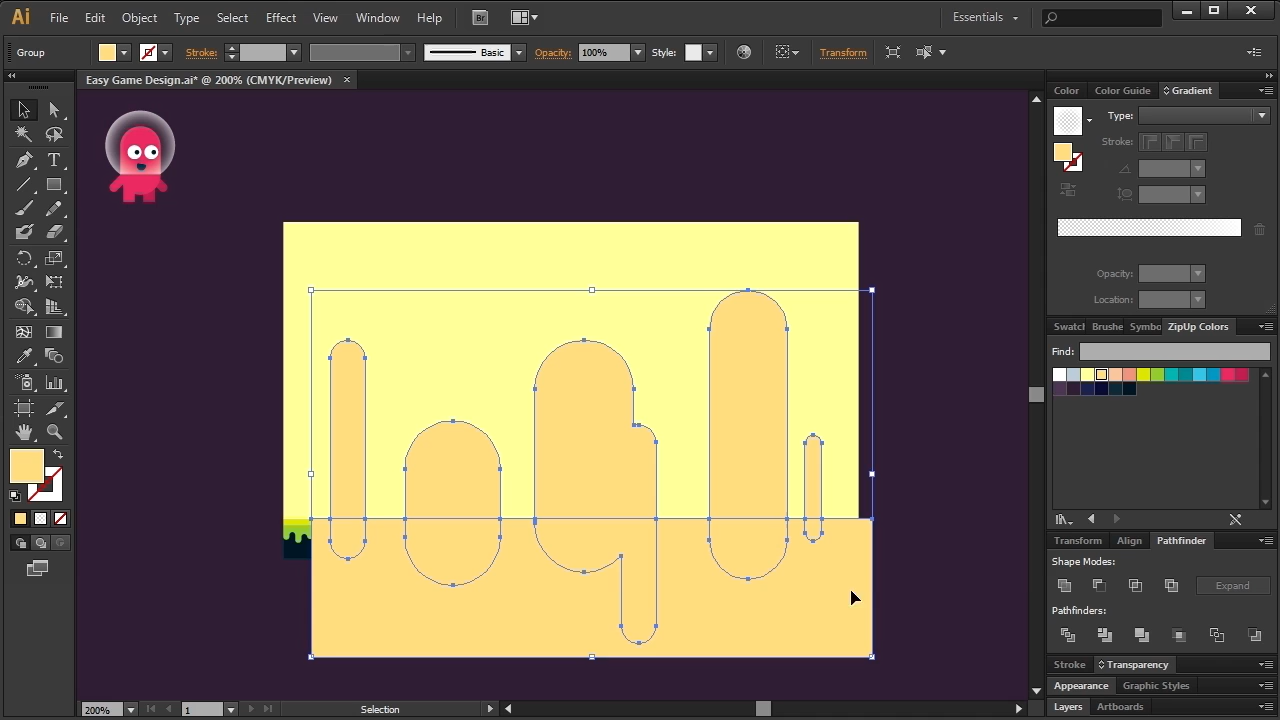 Ai File Edit Object Type Select Effect View Window Help Br Essentials
Group Stroke: Basic Opacity: 100% Style: Transform
Easy Game Design.ai* @ 200% (CMYK/Preview)
Color Color Guide Gradient
Type:
Stroke:
Opacity:
Location:
Swatcl Brushe Symbo ZipUp Colors
Find:
Transform Align Pathfinder
Shape Modes:
Expand
Pathfinders:
Stroke Transparency
Appearance Graphic Styles
Layers Artboards
200% 1 Selection